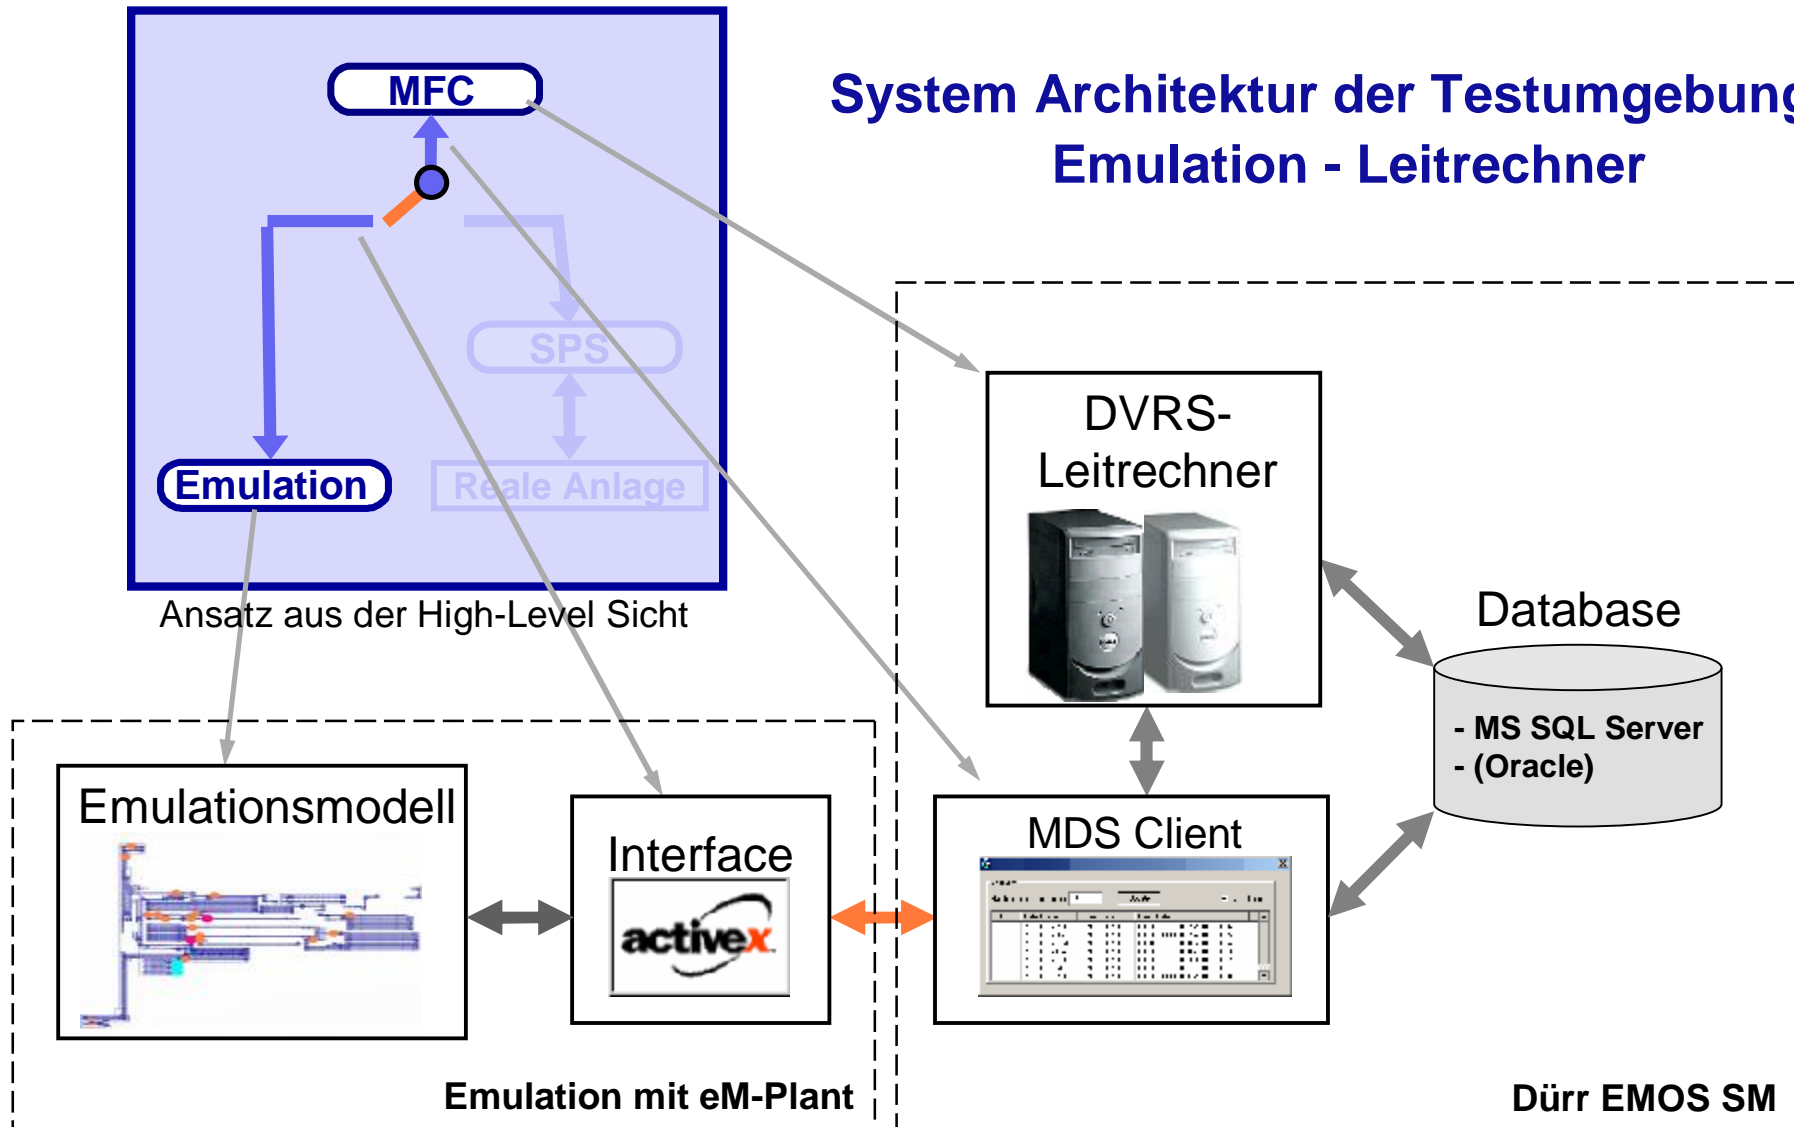 MFC
System Architektur der Testumgebung
Emulation - Leitrechner
SPS
Emulation
Reale Anlage
Ansatz aus der High-Level Sicht
DVRS-
Leitrechner
Database
- MS SQL Server
- (Oracle)
Emulationsmodell
Interface
activex
MDS Client
Emulation mit eM-Plant
Dürr EMOS SM